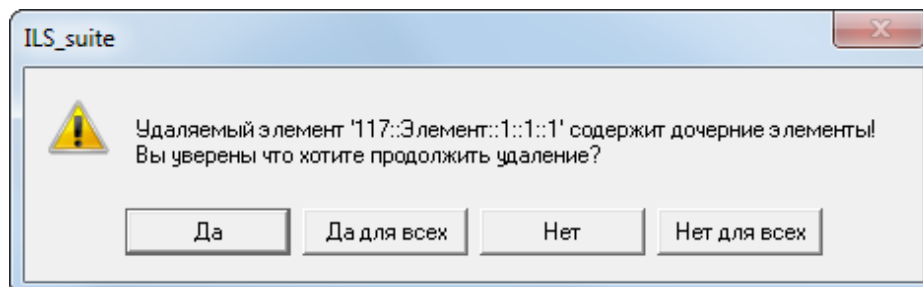 ILS_suite
Удаляемый элемент '117::Элемент::1::1::1' содержит дочерние элементы!
Вы уверены что хотите продолжить удаление?
Да
Да для всех
Нет
Нет для всех